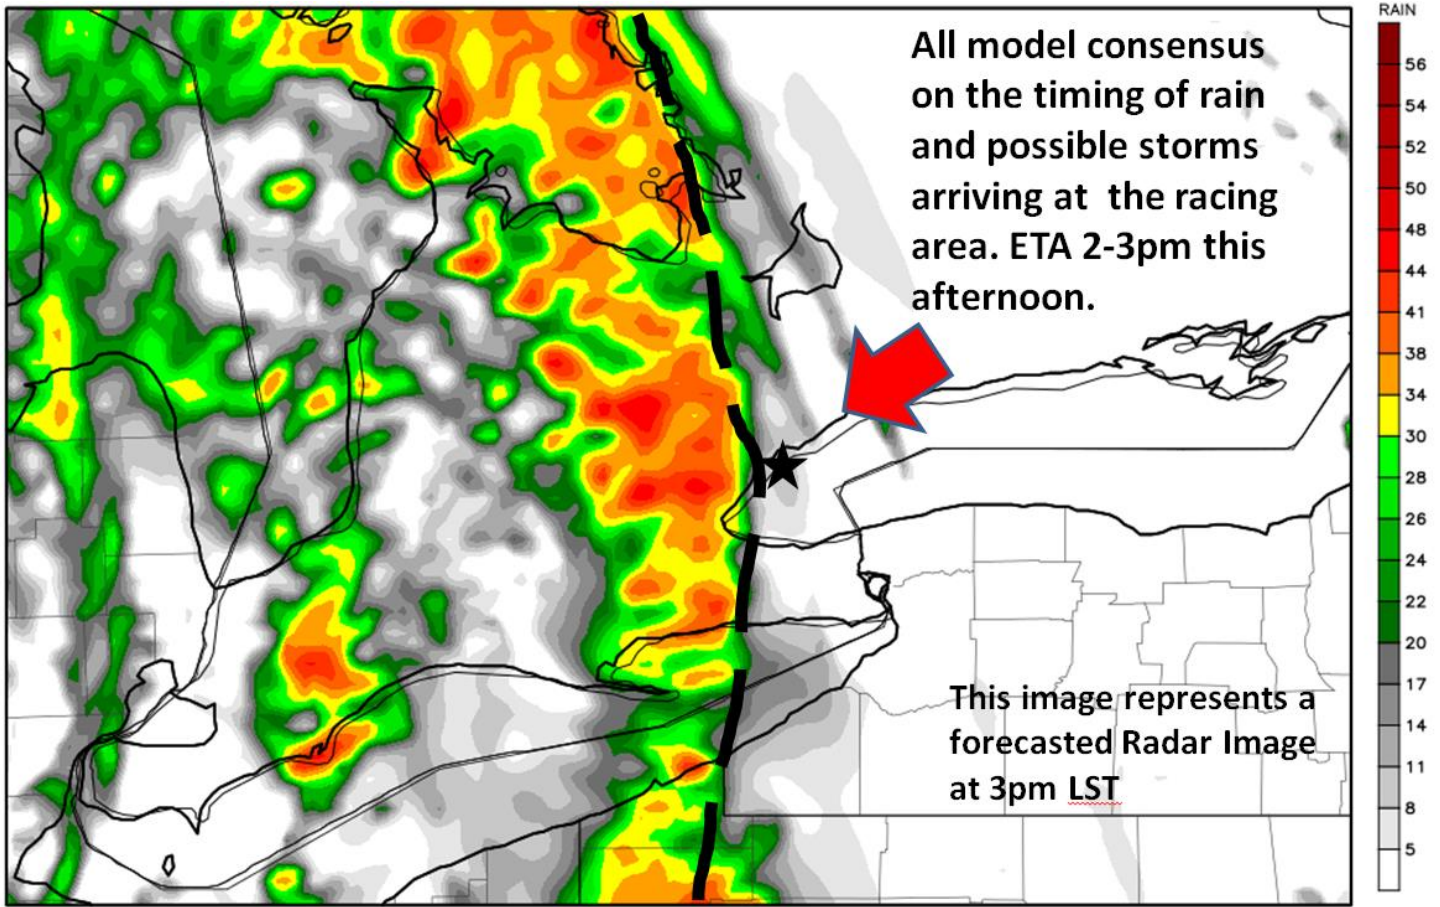 RAIN
All model consensus
on the timing of rain
and possible storms
arriving at  the racing
area. ETA 2-3pm this
afternoon.
This image represents a
forecasted Radar Image
at 3pm LST
56
54
52
50
48
44
41
38
34
30
28
26
24
22
20
17
14
11
8
5